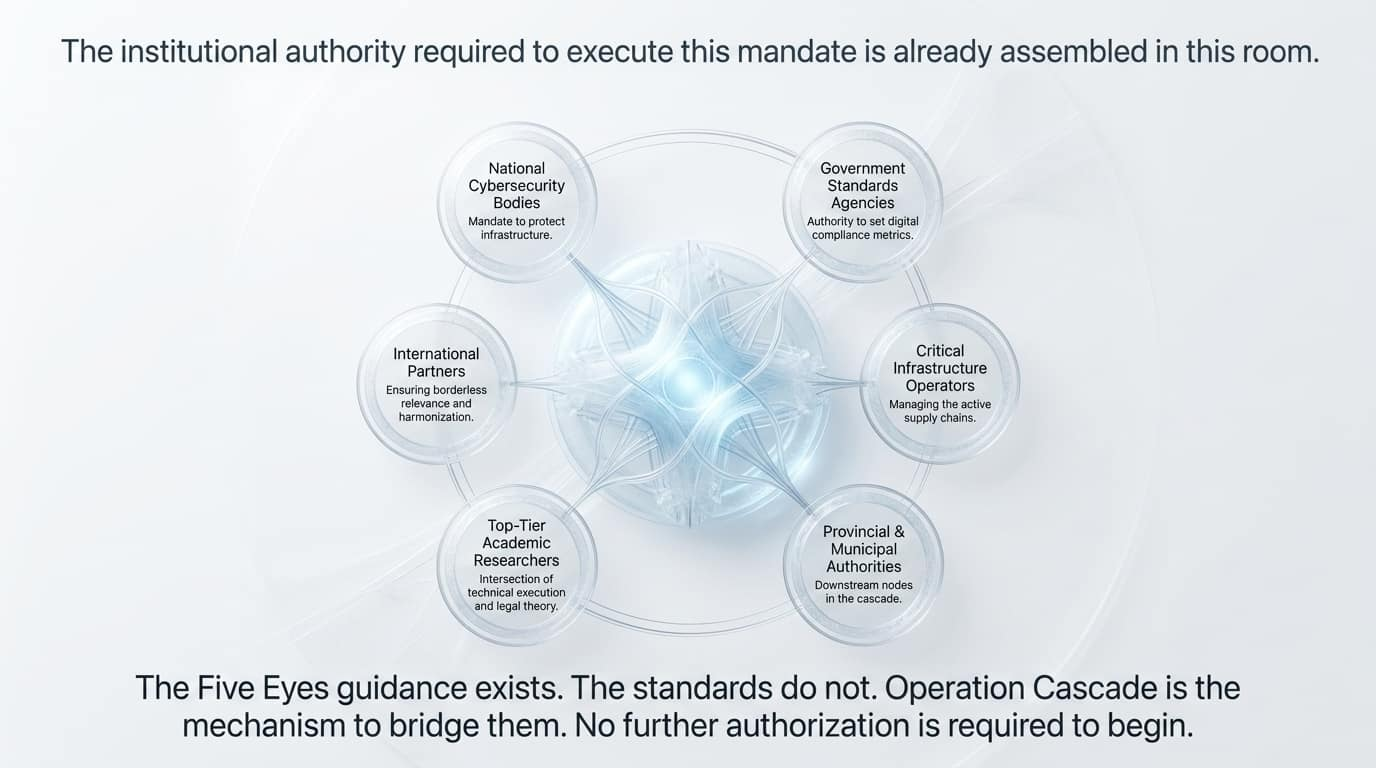 The institutional authority required to execute this mandate is already assembled in this room.
National
Cybersecurity
Bodies
Mandate to protect
infrastructure.
Government
Standards
Agencies
Authority to set digital
compliance metrics.
International
Partners
Ensuring borderless
relevance and
harmonization.
Critical
Infrastructure
Operators
Managing the active
supply chains.
Top-Tier
Academic
Researchers
Intersection of
technical execution
and legal theory.
Provincial &
Municipal
Authorities
Downstream nodes
in the cascade.
The Five Eyes guidance exists. The standards do not. Operation Cascade is the
mechanism to bridge them. No further authorization is required to begin.